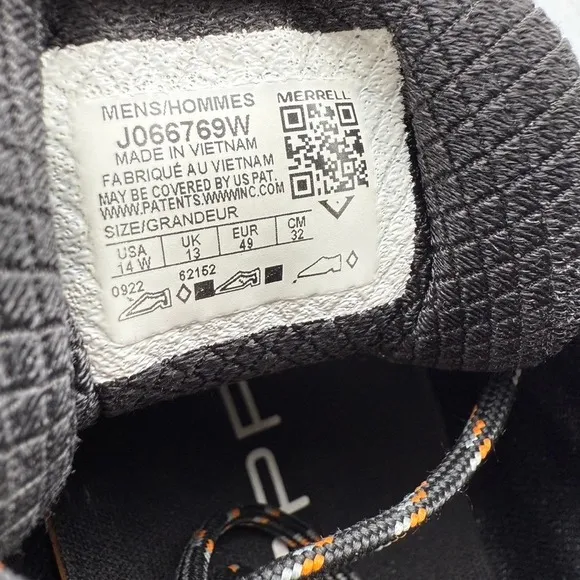 MENS/HOMMES
MERRELL
J066769W
MADE IN VIETNAM
FABRIQUÉ AU VIETNAM
MAY BE COVERED BY US PAT.
WWW.PATENTS.WWWINC.COM
SIZE/GRANDEUR
USA UK EUR CM
14 W 13 49 32
0922 62152